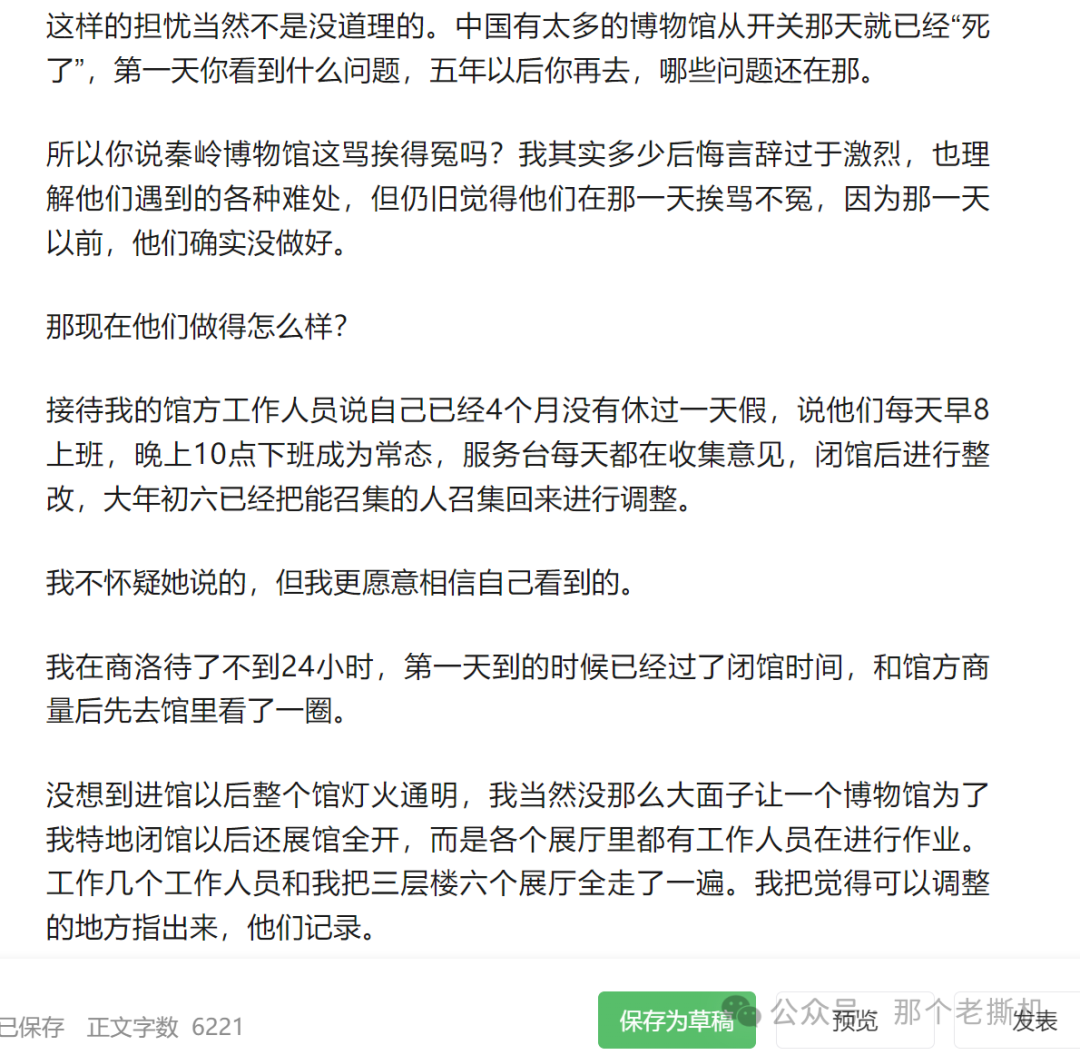 这样的担忧当然不是没道理的。中国有太多的博物馆从开关那天就已经“死
了”，第一天你看到什么问题，五年以后你再去，哪些问题还在那。
所以你说秦岭博物馆这骂挨得冤吗？我其实多少后悔言辞过于激烈，也理
解他们遇到的各种难处，但仍旧觉得他们在那一天挨骂不冤，因为那一天
以前，他们确实没做好。
那现在他们做得怎么样？
接待我的馆方工作人员说自己已经4个月没有休过一天假，说他们每天早8
上班，晚上10点下班成为常态，服务台每天都在收集意见，闭馆后进行整
改，大年初六已经把能召集的人召集回来进行调整。
我不怀疑她说的，但我更愿意相信自己看到的。
我在商洛待了不到24小时，第一天到的时候已经过了闭馆时间，和馆方商
量后先去馆里看了一圈。
没想到进馆以后整个馆灯火通明，我当然没那么大面子让一个博物馆为了
我特地闭馆以后还展馆全开，而是各个展厅里都有工作人员在进行作业。
工作几个工作人员和我把三层楼六个展厅全走了一遍。我把觉得可以调整
的地方指出来，他们记录。
已保存 正文字数 6221 保存为草稿 预览 发表
公众号 那个老撕机